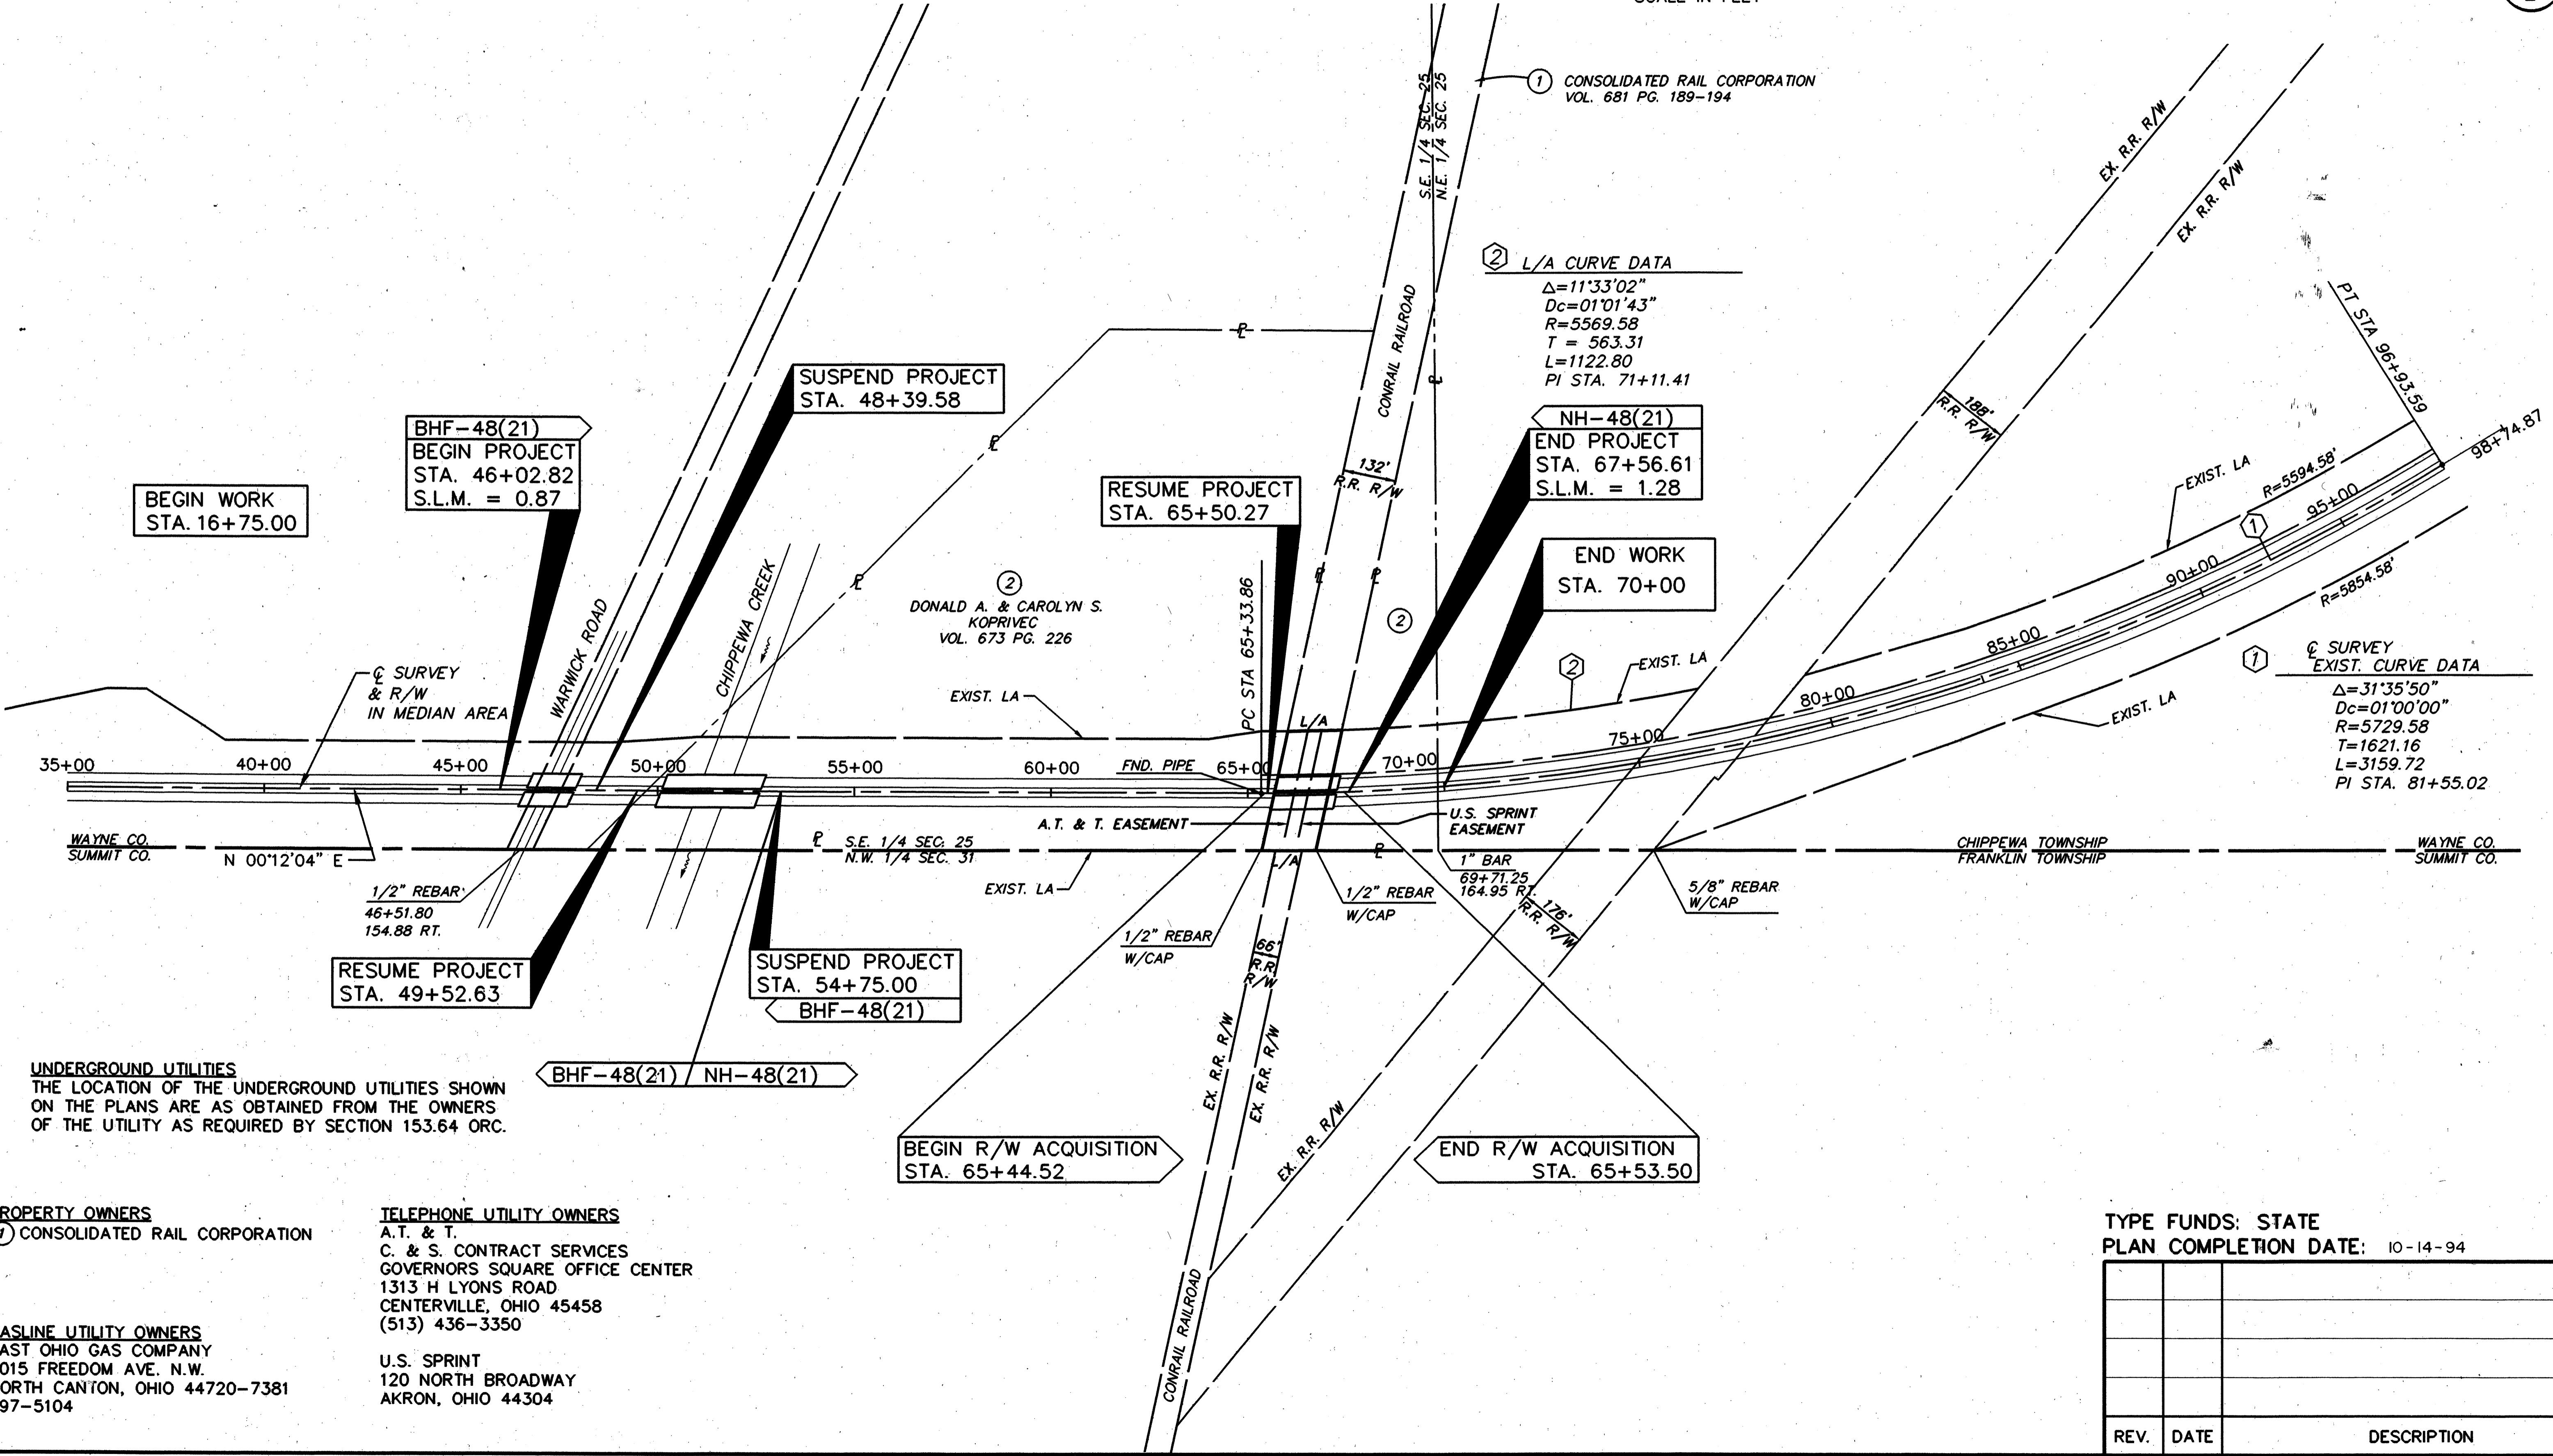 CONSOLIDATED RAIL CORPORATION
VOL. 681 PG. 189-194
1
S.E. 1/4 SEC. 25
N.E. 1/4 SEC. 25
EX. R.R. R/W
EX. R.R. R/W
2
L/A CURVE DATA
Δ=11°33'02"
Dc=01°01'43"
R=5569.58
T = 563.31
L=1122.80
PI STA. 71+11.41
CONRAIL RAILROAD
PT STA 96+93.59
98+74.87
188'
R.R. R/W
SUSPEND PROJECT
STA. 48+39.58
BHF-48(21)
BEGIN PROJECT
STA. 46+02.82
S.L.M. = 0.87
BEGIN WORK
STA. 16+75.00
RESUME PROJECT
STA. 65+50.27
132'
R.R. R/W
NH-48(21)
END PROJECT
STA. 67+56.61
S.L.M. = 1.28
END WORK
STA. 70+00
EXIST. LA
R=5594.58'
R=5854.58'
1
2
DONALD A. & CAROLYN S.
KOPRIVEC
VOL. 673 PG. 226
2
PC STA 65+33.86
WARWICK ROAD
CHIPPEWA CREEK
℄ SURVEY
& R/W
IN MEDIAN AREA
EXIST. LA
L/A
2
EXIST. LA
EXIST. LA
1
℄ SURVEY
EXIST. CURVE DATA
Δ=31°35'50"
Dc=01°00'00"
R=5729.58
T=1621.16
L=3159.72
PI STA. 81+55.02
35+00
40+00
45+00
50+00
55+00
60+00
65+00
70+00
75+00
80+00
85+00
90+00
95+00
FND. PIPE
A.T. & T. EASEMENT
U.S. SPRINT
EASEMENT
WAYNE CO.
SUMMIT CO.
N 00°12'04" E
S.E. 1/4 SEC. 25
N.W. 1/4 SEC. 31
EXIST. LA
L/A
CHIPPEWA TOWNSHIP
FRANKLIN TOWNSHIP
WAYNE CO.
SUMMIT CO.
1/2" REBAR
46+51.80
154.88 RT.
1/2" REBAR
W/CAP
1/2" REBAR
W/CAP
1" BAR
69+71.25
164.95 RT.
5/8" REBAR
W/CAP
176'
R.R. R/W
66'
R.R.
R/W
RESUME PROJECT
STA. 49+52.63
SUSPEND PROJECT
STA. 54+75.00
BHF-48(21)
BHF-48(21) / NH-48(21)
EX. R.R. R/W
EX. R.R. R/W
EX. R.R. R/W
UNDERGROUND UTILITIES
THE LOCATION OF THE UNDERGROUND UTILITIES SHOWN
ON THE PLANS ARE AS OBTAINED FROM THE OWNERS
OF THE UTILITY AS REQUIRED BY SECTION 153.64 ORC.
BEGIN R/W ACQUISITION
STA. 65+44.52
END R/W ACQUISITION
STA. 65+53.50
CONRAIL RAILROAD
ROPERTY OWNERS
1 CONSOLIDATED RAIL CORPORATION
ASLINE UTILITY OWNERS
AST OHIO GAS COMPANY
015 FREEDOM AVE. N.W.
ORTH CANTON, OHIO 44720-7381
97-5104
TELEPHONE UTILITY OWNERS
A.T. & T.
C. & S. CONTRACT SERVICES
GOVERNORS SQUARE OFFICE CENTER
1313 H LYONS ROAD
CENTERVILLE, OHIO 45458
(513) 436-3350
U.S. SPRINT
120 NORTH BROADWAY
AKRON, OHIO 44304
TYPE FUNDS: STATE
PLAN COMPLETION DATE: 10-14-94
REV. DATE DESCRIPTION